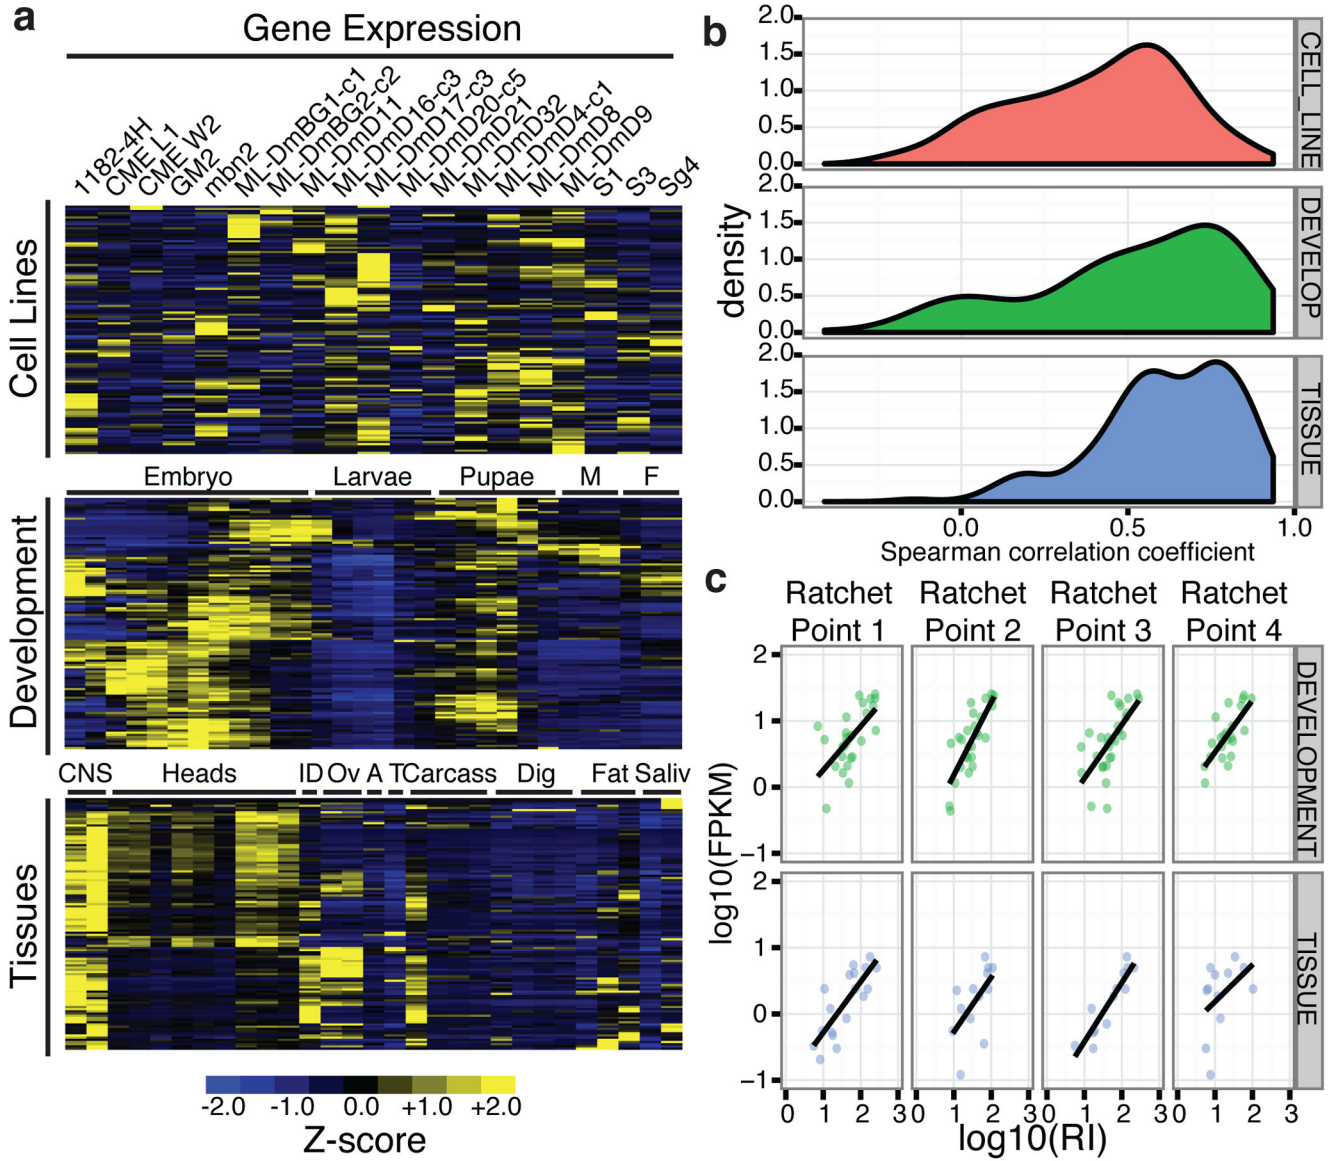 a
Gene Expression
1182-4H
CME L1
CME W2
GM2
mbn2
ML-DmBG1-c1
ML-DmBG2-c2
ML-DmD11
ML-DmD16-c3
ML-DmD17-c3
ML-DmD20-c5
ML-DmD21
ML-DmD32
ML-DmD4-c1
ML-DmD8
ML-DmD9
S1
S3
Sg4
Cell Lines
Embryo Larvae Pupae M F
Development
CNS Heads ID Ov A T Carcass Dig Fat Saliv
Tissues
-2.0 -1.0 0.0 +1.0 +2.0
Z-score
b
density
2.0
1.5
1.0
0.5
0.0
CELL_LINE
2.0
1.5
1.0
0.5
0.0
DEVELOP
2.0
1.5
1.0
0.5
0.0
TISSUE
0.0 0.5 1.0
Spearman correlation coefficient
c
Ratchet Ratchet Ratchet Ratchet
Point 1 Point 2 Point 3 Point 4
log10(FPKM)
2
1
0
−1
DEVELOPMENT
2
1
0
−1
TISSUE
0 1 2 3 0 1 2 3 0 1 2 3 0 1 2 3
log10(RI)